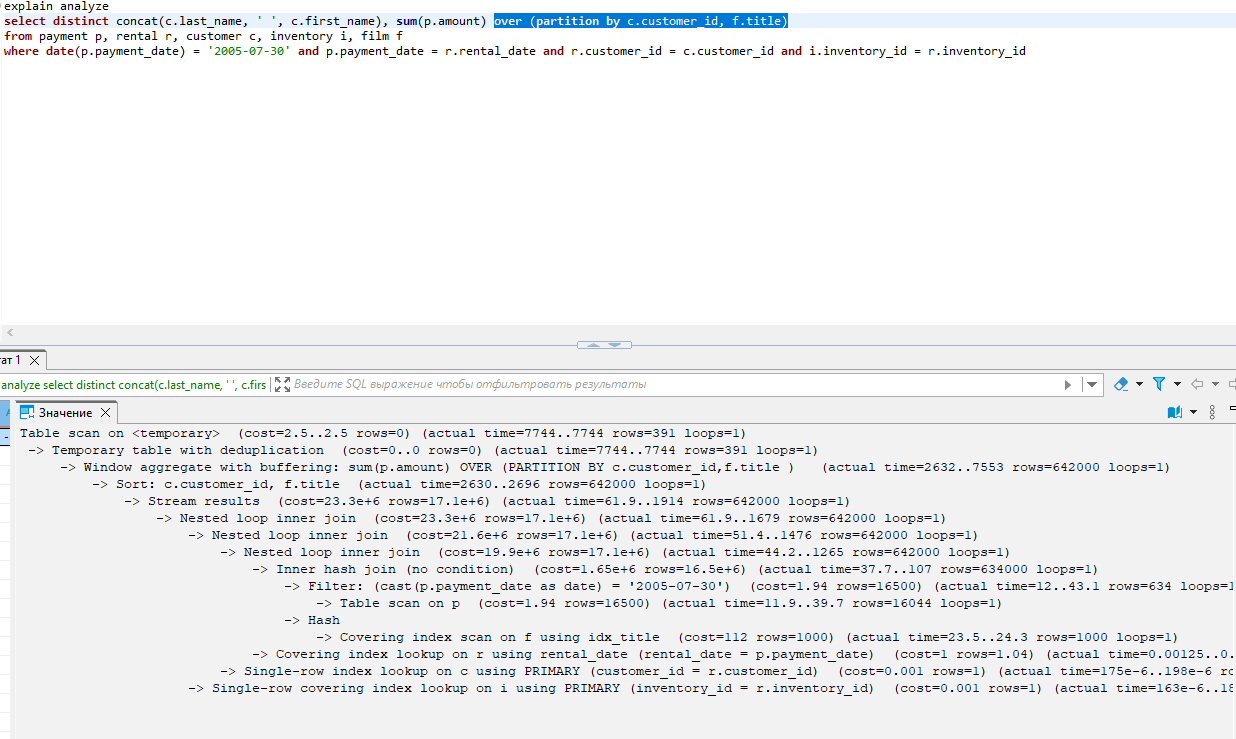 explain analyze
select distinct concat(c.last_name, ' ', c.first_name), sum(p.amount) over (partition by c.customer_id, f.title)
from payment p, rental r, customer c, inventory i, film f
where date(p.payment_date) = '2005-07-30' and p.payment_date = r.rental_date and r.customer_id = c.customer_id and i.inventory_id = r.inventory_id
тат 1
analyze select distinct concat(c.last_name, ' ', c.firs
Введите SQL выражение чтобы отфильтровать результаты
Значение
Table scan on <temporary>  (cost=2.5..2.5 rows=0) (actual time=7744..7744 rows=391 loops=1)
-> Temporary table with deduplication  (cost=0..0 rows=0) (actual time=7744..7744 rows=391 loops=1)
-> Window aggregate with buffering: sum(p.amount) OVER (PARTITION BY c.customer_id,f.title )   (actual time=2632..7553 rows=642000 loops=1)
-> Sort: c.customer_id, f.title  (actual time=2630..2696 rows=642000 loops=1)
-> Stream results  (cost=23.3e+6 rows=17.1e+6) (actual time=61.9..1914 rows=642000 loops=1)
-> Nested loop inner join  (cost=23.3e+6 rows=17.1e+6) (actual time=61.9..1679 rows=642000 loops=1)
-> Nested loop inner join  (cost=21.6e+6 rows=17.1e+6) (actual time=51.4..1476 rows=642000 loops=1)
-> Nested loop inner join  (cost=19.9e+6 rows=17.1e+6) (actual time=44.2..1265 rows=642000 loops=1)
-> Inner hash join (no condition)  (cost=1.65e+6 rows=16.5e+6) (actual time=37.7..107 rows=634000 loops=1)
-> Filter: (cast(p.payment_date as date) = '2005-07-30')  (cost=1.94 rows=16500) (actual time=12..43.1 rows=634 loops=1
-> Table scan on p  (cost=1.94 rows=16500) (actual time=11.9..39.7 rows=16044 loops=1)
-> Hash
-> Covering index scan on f using idx_title  (cost=112 rows=1000) (actual time=23.5..24.3 rows=1000 loops=1)
-> Covering index lookup on r using rental_date (rental_date = p.payment_date)  (cost=1 rows=1.04) (actual time=0.00125..0.
-> Single-row index lookup on c using PRIMARY (customer_id = r.customer_id)  (cost=0.001 rows=1) (actual time=175e-6..198e-6 ro
-> Single-row covering index lookup on i using PRIMARY (inventory_id = r.inventory_id)  (cost=0.001 rows=1) (actual time=163e-6..18